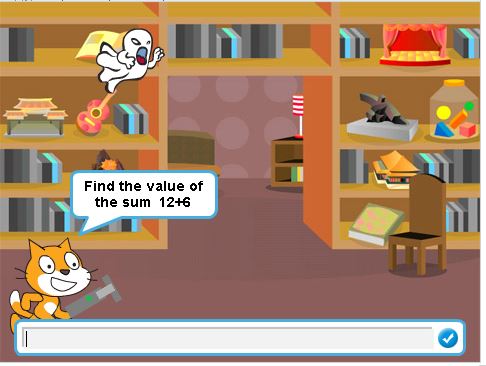 Find the value of
the sum 12+6